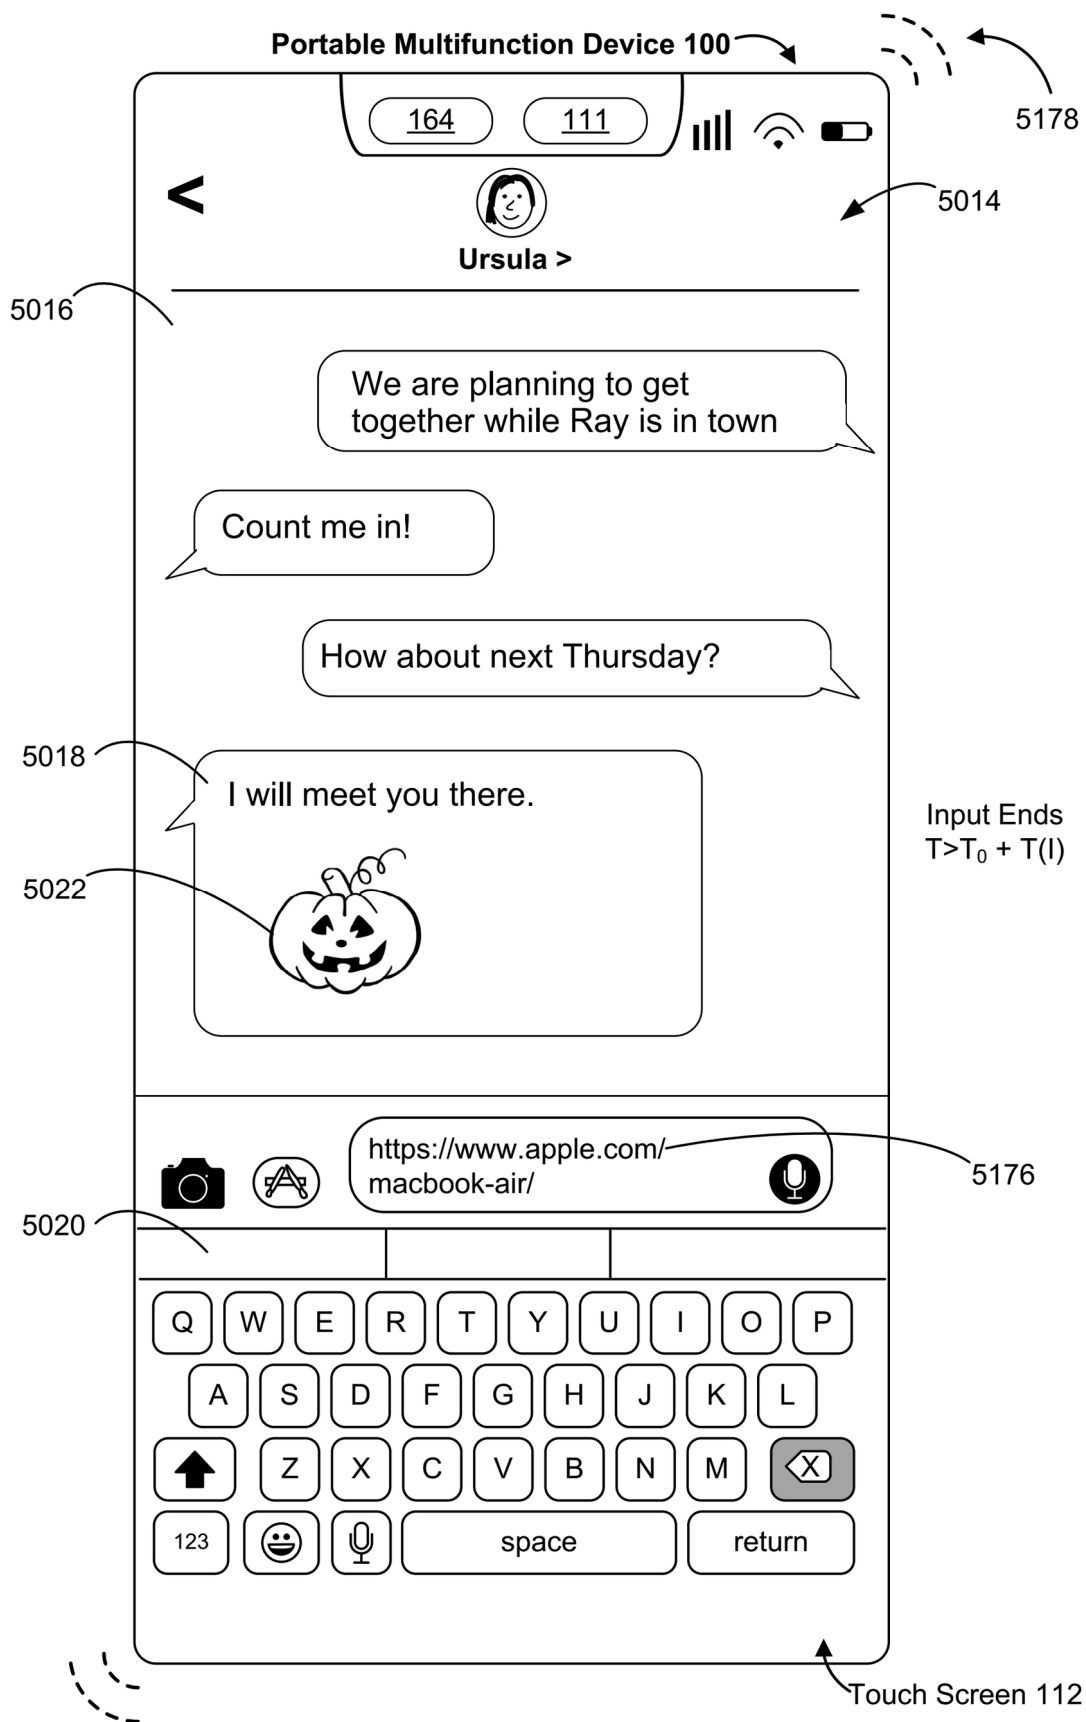 Portable Multifunction Device 100
5178
164
111
<
5014
Ursula >
5016
We are planning to get
together while Ray is in town
Count me in!
How about next Thursday?
5018
I will meet you there.
Input Ends
T>T₀ + T(I)
5022
https://www.apple.com/
macbook-air/
5176
5020
Q W E R T Y U I O P
A S D F G H J K L
Z X C V B N M X
123 space return
Touch Screen 112